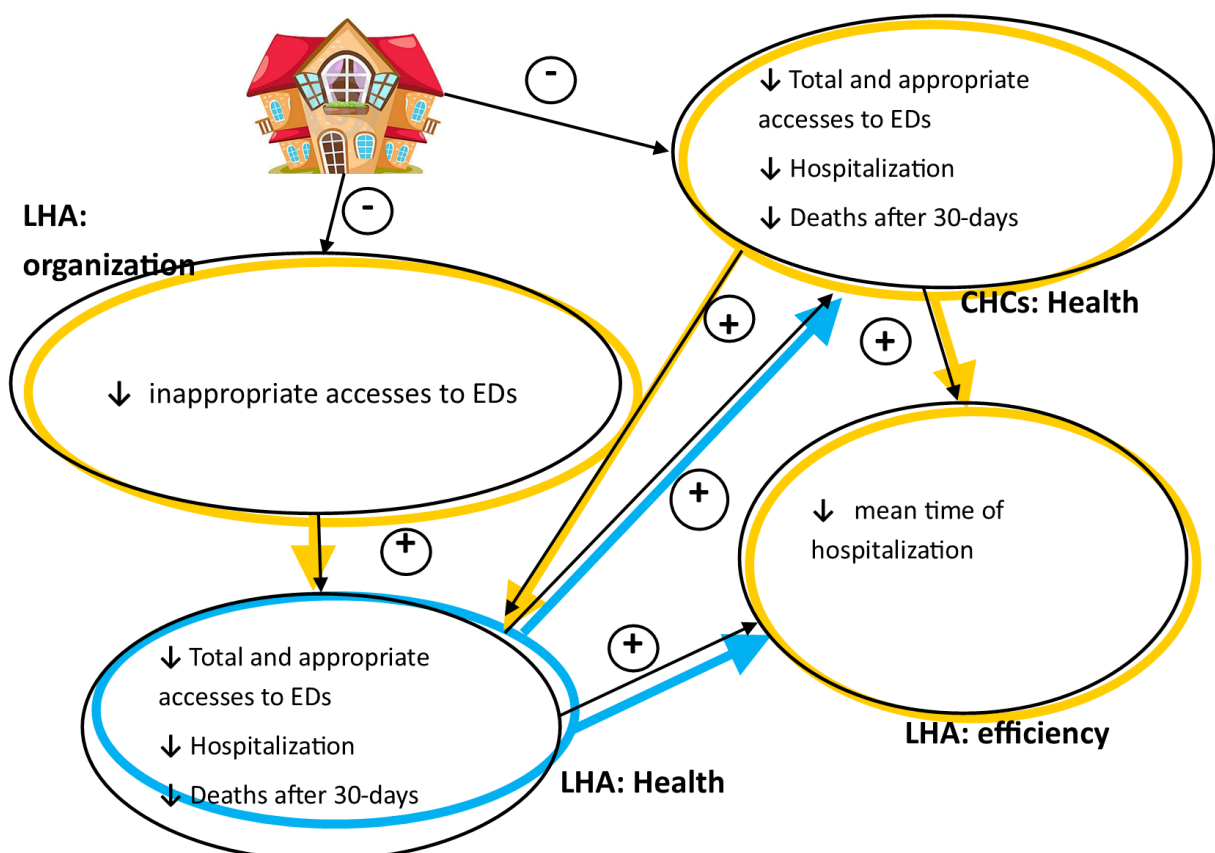 -
↓ Total and appropriate
accesses to EDs
↓ Hospitalization
↓ Deaths after 30-days
CHCs: Health
-
LHA:
organization
↓ inappropriate accesses to EDs
+
+
+
+
↓ mean time of
hospitalization
LHA: efficiency
+
↓ Total and appropriate
accesses to EDs
↓ Hospitalization
↓ Deaths after 30-days
LHA: Health